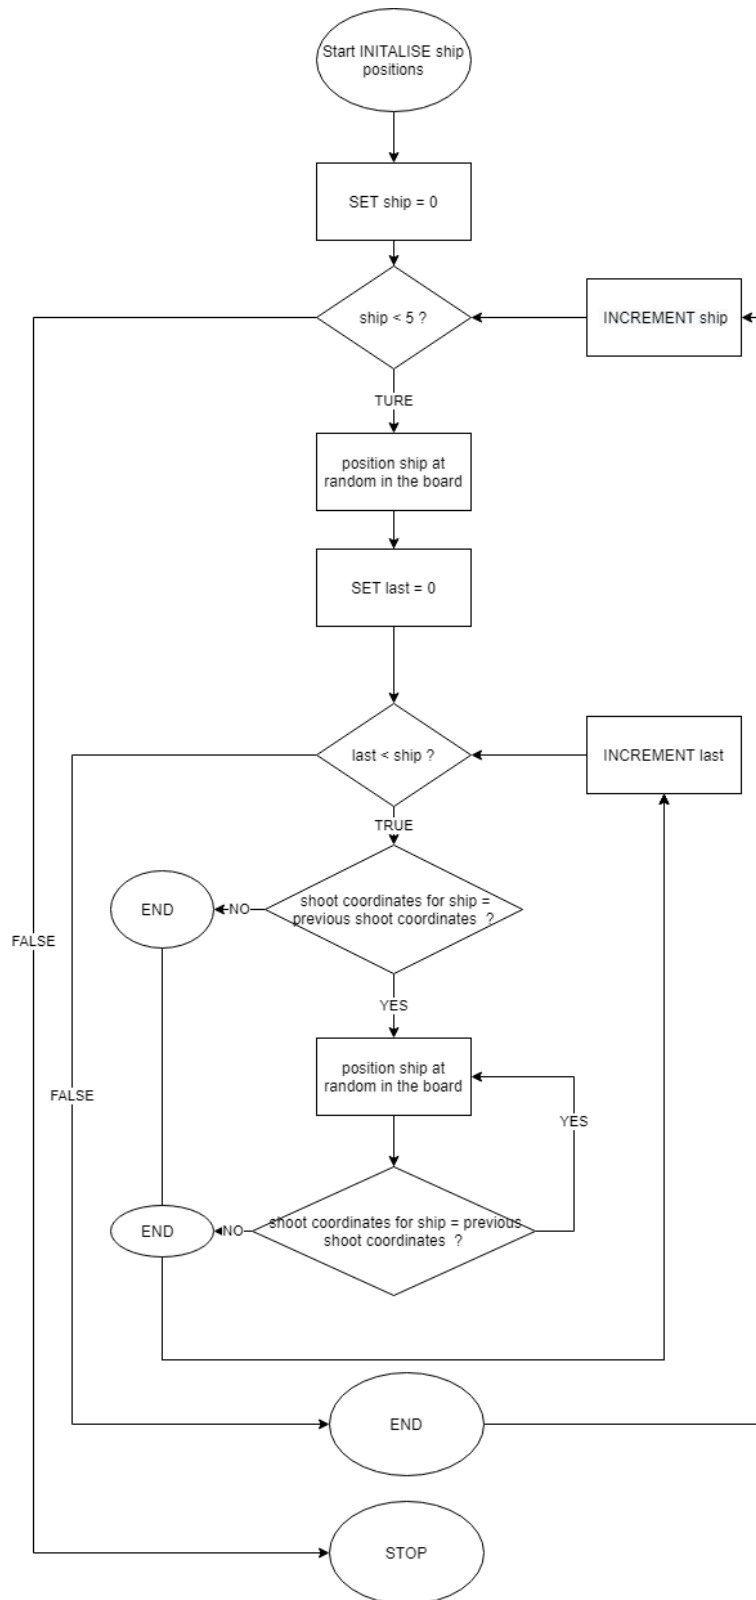 Start INITALISE ship
positions
SET ship = 0
ship < 5 ?
INCREMENT ship
TURE
position ship at
random in the board
SET last = 0
last < ship ?
INCREMENT last
TRUE
shoot coordinates for ship =
previous shoot coordinates ?
END
NO
FALSE
YES
position ship at
random in the board
FALSE
YES
shoot coordinates for ship = previous
shoot coordinates ?
END
NO
END
STOP